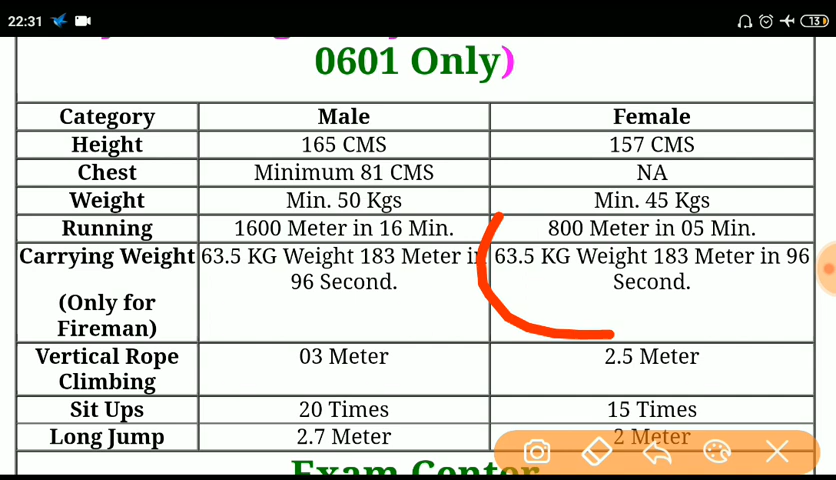 22:31
13
0601 Only)
Category Male Female
Height 165 CMS 157 CMS
Chest Minimum 81 CMS NA
Weight Min. 50 Kgs Min. 45 Kgs
Running 1600 Meter in 16 Min. 800 Meter in 05 Min.
Carrying Weight 63.5 KG Weight 183 Meter in 63.5 KG Weight 183 Meter in 96
96 Second. Second.
(Only for
Fireman)
Vertical Rope 03 Meter 2.5 Meter
Climbing
Sit Ups 20 Times 15 Times
Long Jump 2.7 Meter 2 Meter
Exam Center